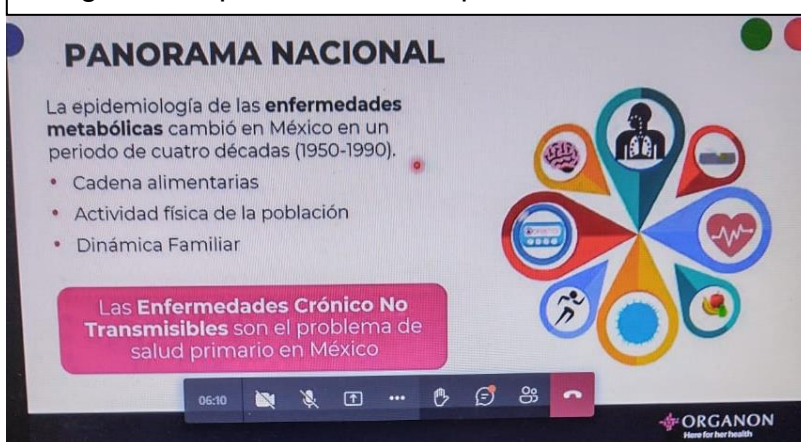 PANORAMA NACIONAL
La epidemiología de las enfermedades
metabólicas cambió en México en un
periodo de cuatro décadas (1950-1990).
• Cadena alimentarias
• Actividad física de la población
• Dinámica Familiar
Las Enfermedades Crónico No
Transmisibles son el problema de
salud primario en México
06:10
ORGANON
Here for her health